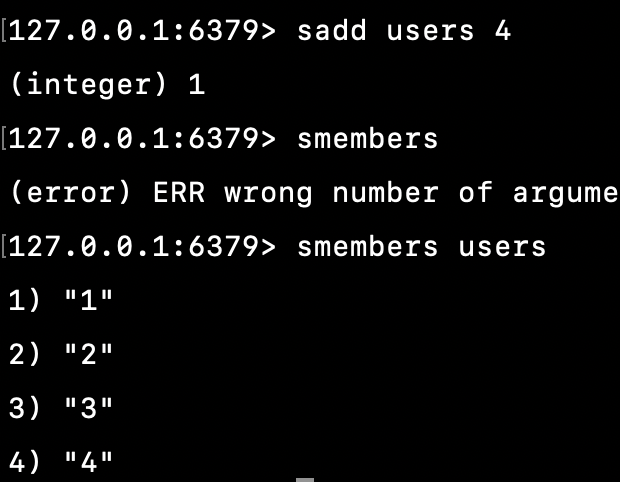 [127.0.0.1:6379> sadd users 4
(integer) 1
[127.0.0.1:6379> smembers
(error) ERR wrong number of argume
[127.0.0.1:6379> smembers users
1) "1"
2) "2"
3) "3"
4) "4"